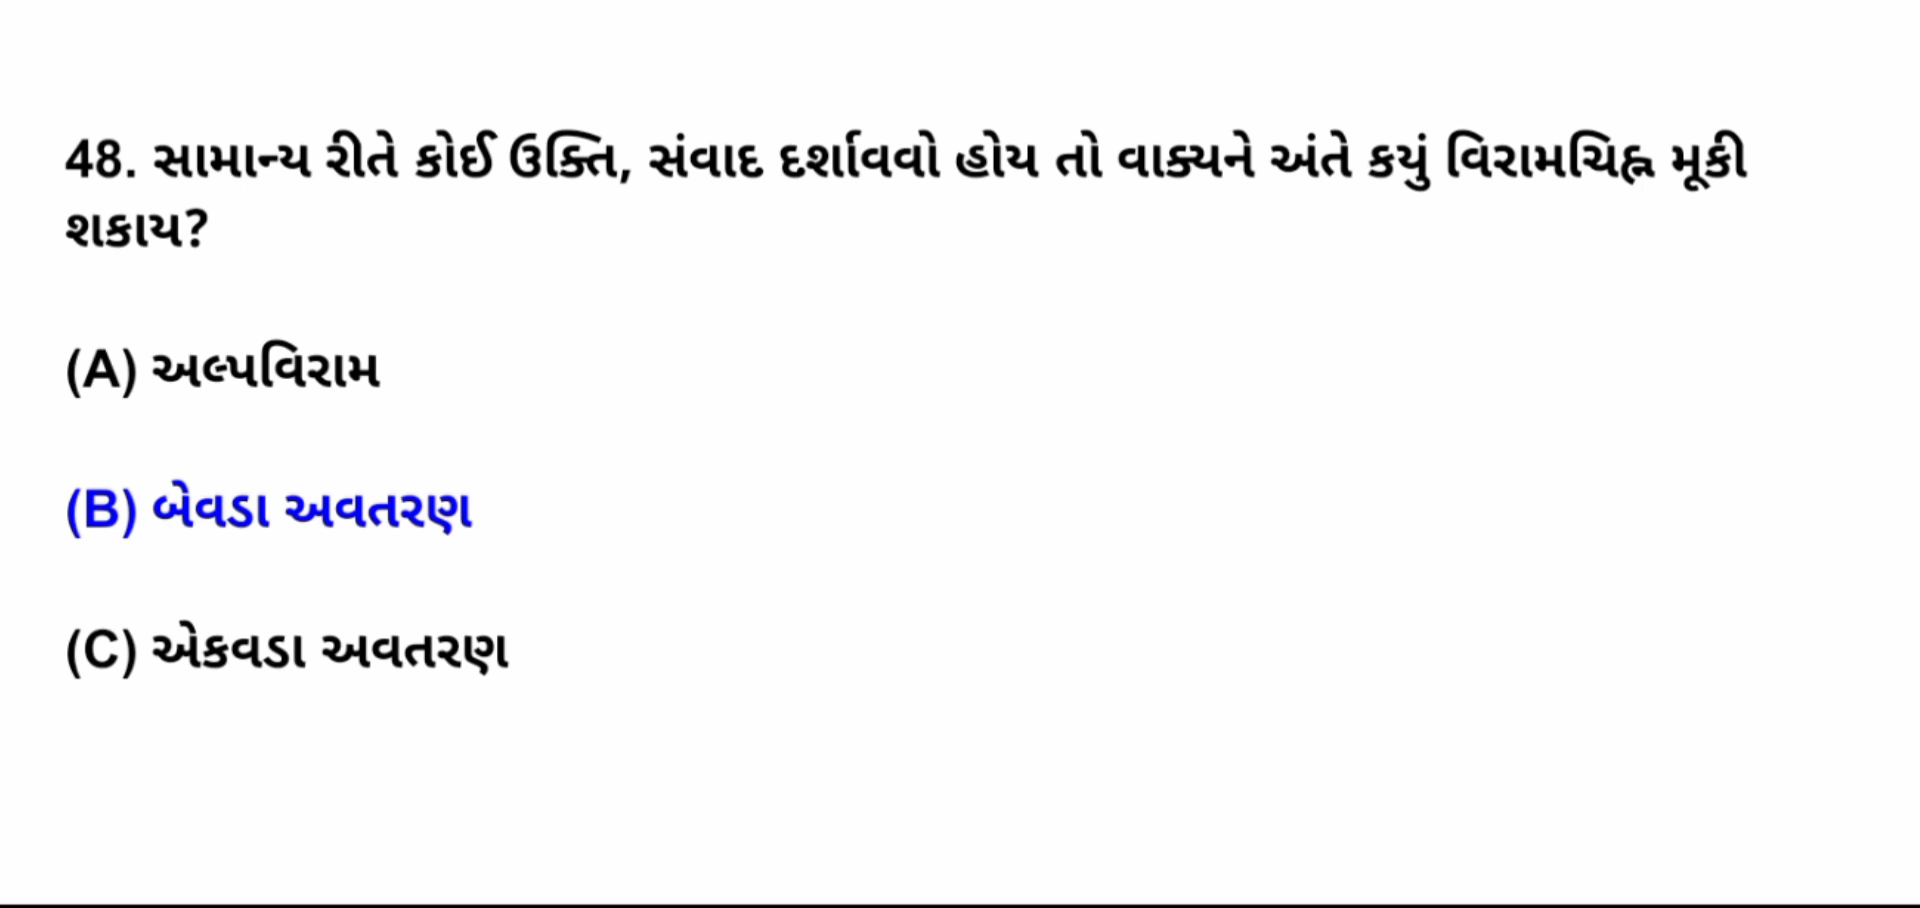 48. સામાન્ય રીતે કોઈ ઉક્તિ, સંવાદ દર્શાવવો હોય તો વાક્યને અંતે કયું વિરામચિહ્ન મૂકી
શકાય?
(A) અલ્પવિરામ
(B) બેવડા અવતરણ
(C) એકવડા અવતરણ